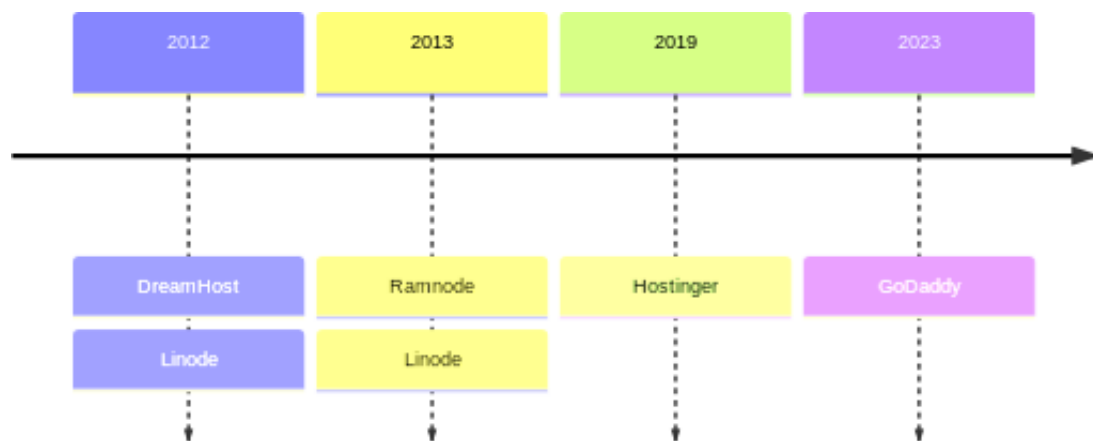 2012
2013
2019
2023
DreamHost
Ramnode
Hostinger
GoDaddy
Linode
Linode